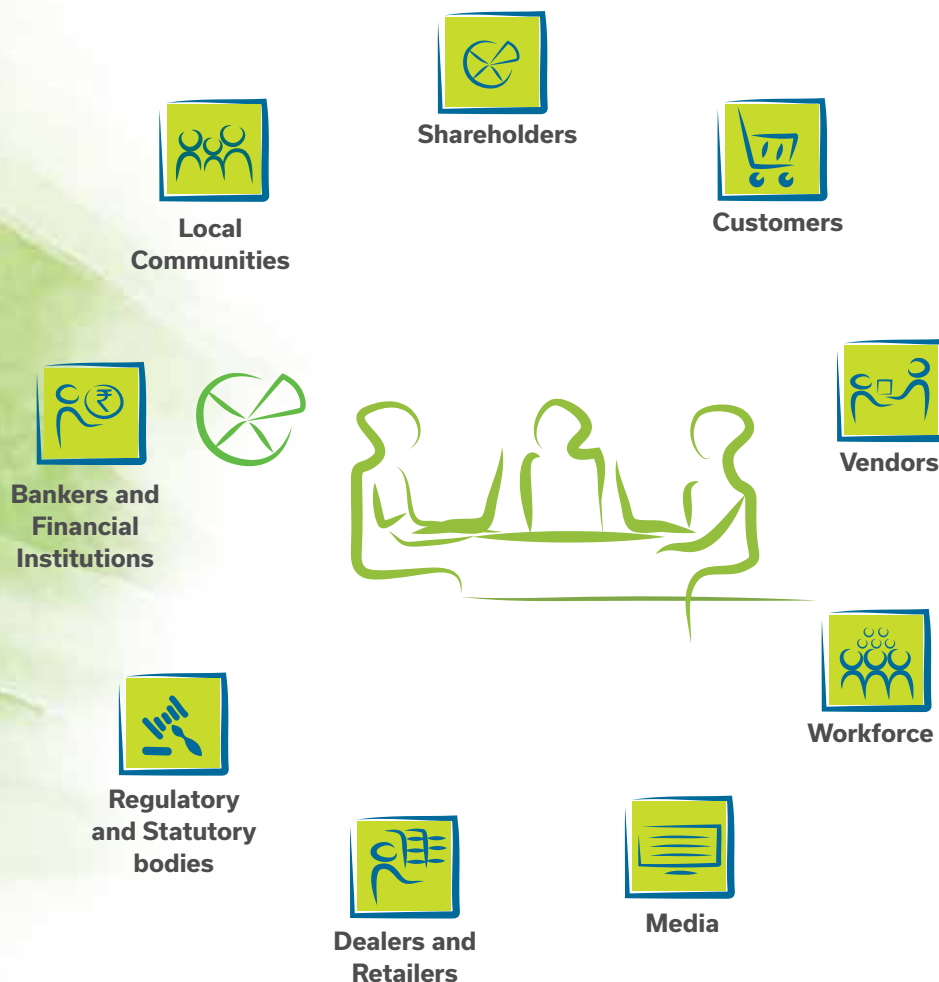 Shareholders
Local
Communities
Customers
Bankers and
Financial
Institutions
₹
Vendors
Workforce
Regulatory
and Statutory
bodies
Media
Dealers and
Retailers